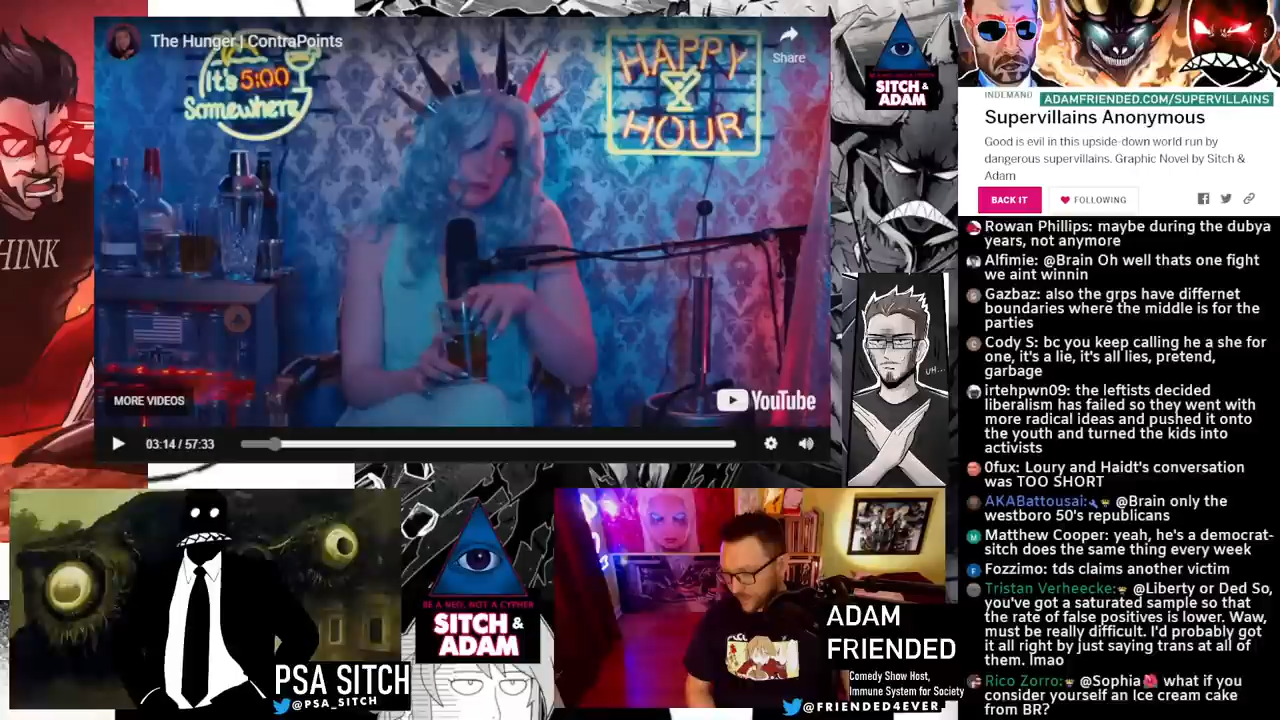 The Hunger | ContraPoints
Share
It's 5:00
Somewhere
HAPPY
HOUR
MORE VIDEOS
YouTube
03:14 / 57:33
HINK
SITCH &
ADAM
UH...
PSA SITCH
@PSA_SITCH
BE A NEO, NOT A CYPHER
SITCH &
ADAM
ADAM
FRIENDED
Comedy Show Host,
Immune System for Society
@FRIENDED4EVER
INDEMAND
ADAMFRIENDED.COM/SUPERVILLAINS
Supervillains Anonymous
Good is evil in this upside-down world run by
dangerous supervillains. Graphic Novel by Sitch &
Adam
BACK IT
FOLLOWING
Rowan Phillips: maybe during the dubya
years, not anymore
Alfimie: @Brain Oh well thats one fight
we aint winnin
Gazbaz: also the grps have differnet
boundaries where the middle is for the
parties
Cody S: bc you keep calling he a she for
one, it's a lie, it's all lies, pretend,
garbage
irtehpwn09: the leftists decided
liberalism has failed so they went with
more radical ideas and pushed it onto
the youth and turned the kids into
activists
0fux: Loury and Haidt's conversation
was TOO SHORT
AKABattousai: @Brain only the
westboro 50's republicans
Matthew Cooper: yeah, he's a democrat-
sitch does the same thing every week
Fozzimo: tds claims another victim
Tristan Verheecke: @Liberty or Ded So,
you've got a saturated sample so that
the rate of false positives is lower. Waw,
must be really difficult. I'd probably got
it all right by just saying trans at all of
them. lmao
Rico Zorro: @Sophia what if you
consider yourself an Ice cream cake
from BR?